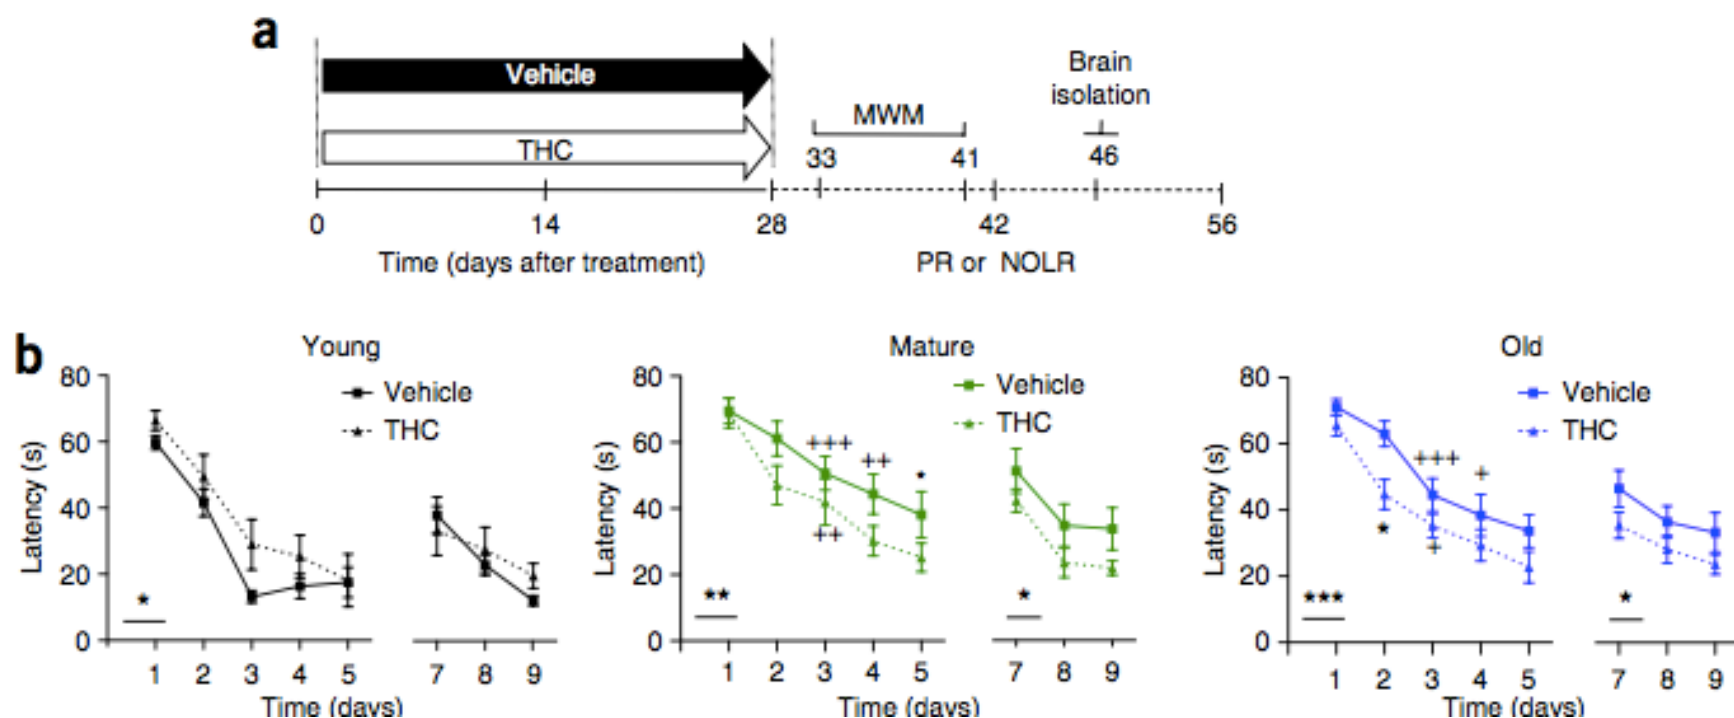 a
Vehicle
THC
MWM
Brain
isolation
33 41 46
0 14 28 42 56
Time (days after treatment)
PR or NOLR
b
Young
80
60
40
20
0
Latency (s)
Vehicle
THC
*
1 2 3 4 5 7 8 9
Time (days)
Mature
80
60
40
20
0
Latency (s)
Vehicle
THC
+++
++
*
++
**
*
1 2 3 4 5 7 8 9
Time (days)
Old
80
60
40
20
0
Latency (s)
Vehicle
THC
+++
+
*
+
***
*
1 2 3 4 5 7 8 9
Time (days)